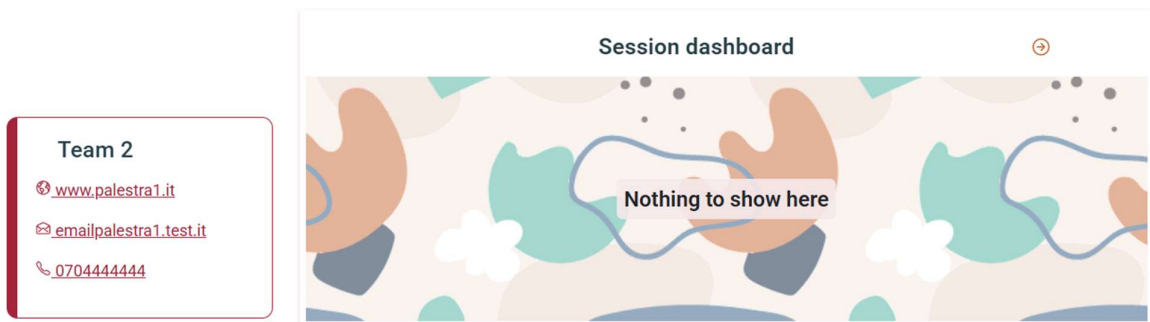 Session dashboard
Team 2
www.palestra1.it
emailpalestra1.test.it
0704444444
Nothing to show here